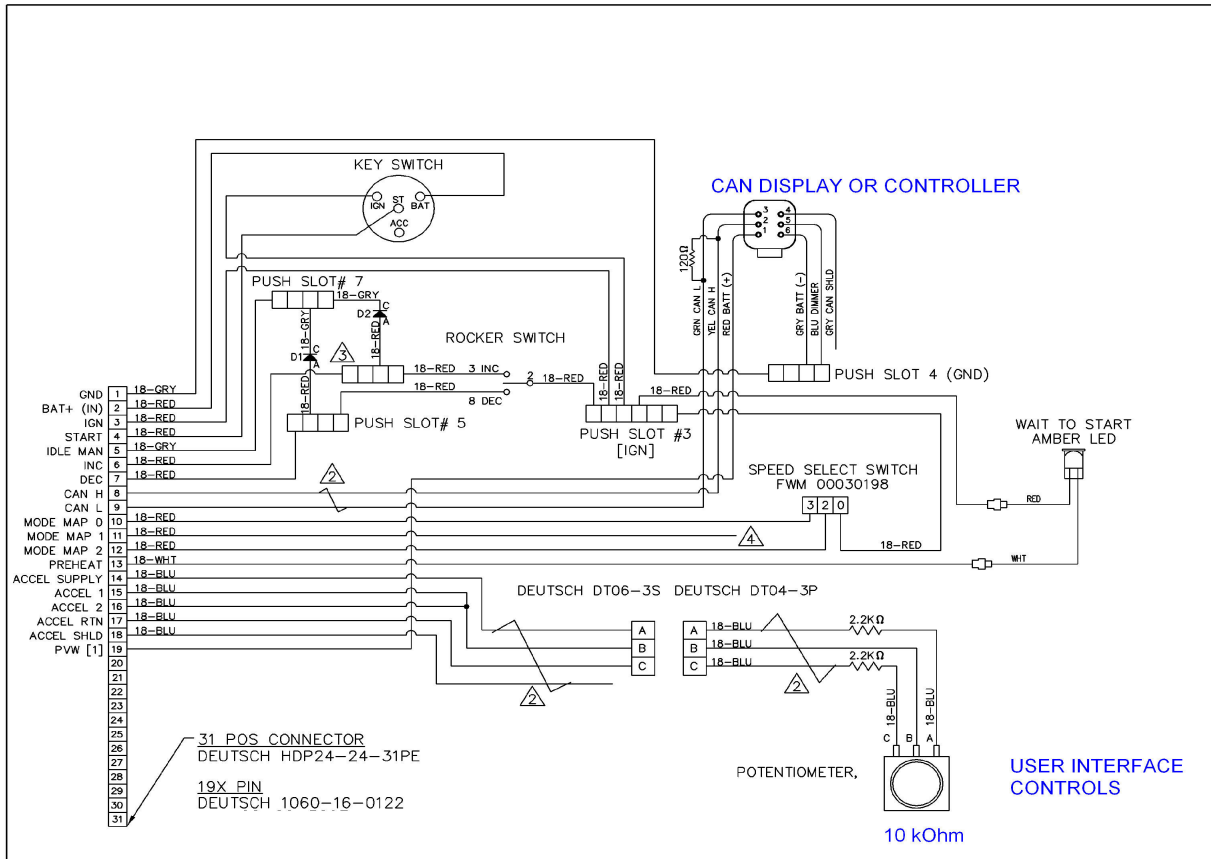 KEY SWITCH
IGN
ST
BAT
ACC
CAN DISPLAY OR CONTROLLER
3
4
2
5
1
6
120Ω
GRN CAN L
YEL CAN H
RED BATT (+)
GRY BATT (-)
BLU DIMMER
GRY CAN SHLD
PUSH SLOT# 7
18-GRY
D2
C
A
18-RED
18-GRY
D1
C
A
18-RED
3
ROCKER SWITCH
18-RED
3 INC
2
18-RED
18-RED
8 DEC
18-RED
18-RED
18-RED
PUSH SLOT# 5
PUSH SLOT #3
[IGN]
PUSH SLOT 4 (GND)
WAIT TO START
AMBER LED
RED
WHT
SPEED SELECT SWITCH
FWM 00030198
3 2 0
18-RED
4
2
GND 1 18-GRY
BAT+ (IN) 2 18-RED
IGN 3 18-RED
START 4 18-RED
IDLE MAN 5 18-GRY
INC 6 18-RED
DEC 7 18-RED
CAN H 8
CAN L 9
MODE MAP 0 10 18-RED
MODE MAP 1 11 18-RED
MODE MAP 2 12 18-RED
PREHEAT 13 18-WHT
ACCEL SUPPLY 14 18-BLU
ACCEL 1 15 18-BLU
ACCEL 2 16 18-BLU
ACCEL RTN 17 18-BLU
ACCEL SHLD 18 18-BLU
PVW [1] 19
20
21
22
23
24
25
26
27
28
29
30
31
31 POS CONNECTOR
DEUTSCH HDP24-24-31PE
19X PIN
DEUTSCH 1060-16-0122
DEUTSCH DT06-3S
DEUTSCH DT04-3P
A
B
C
2
A
B
C
18-BLU
18-BLU
18-BLU
2
2.2KΩ
2.2KΩ
18-BLU
18-BLU
C B A
POTENTIOMETER,
10 kOhm
USER INTERFACE
CONTROLS